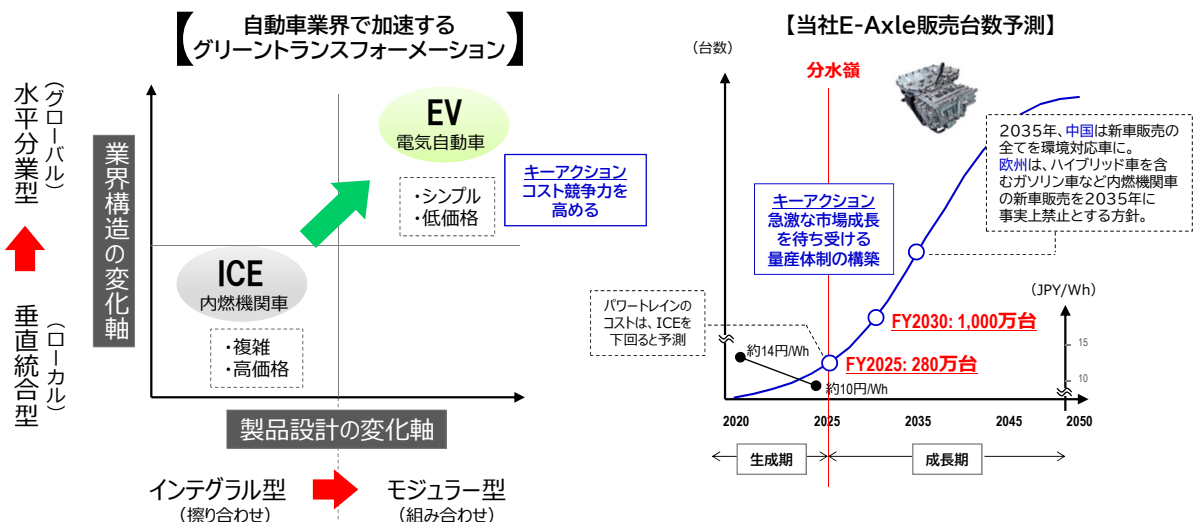 【自動車業界で加速する
グリーントランスフォーメーション】
水平分業型
(グローバル)
垂直統合型
(ローカル)
業界構造の変化軸
EV
電気自動車
・シンプル
・低価格
キーアクション
コスト競争力を
高める
ICE
内燃機関車
・複雑
・高価格
製品設計の変化軸
インテグラル型
(擦り合わせ)
モジュラー型
(組み合わせ)
【当社E-Axle販売台数予測】
(台数)
分水嶺
2035年、中国は新車販売の
全てを環境対応車に。
欧州は、ハイブリッド車を含
むガソリン車など内燃機関車
の新車販売を2035年に
事実上禁止とする方針。
キーアクション
急激な市場成長
を待ち受ける
量産体制の構築
パワートレインの
コストは、ICEを
下回ると予測
(JPY/Wh)
FY2030: 1,000万台
FY2025: 280万台
約14円/Wh
約10円/Wh
15
10
2020
2025
2035
2045
2050
生成期
成長期